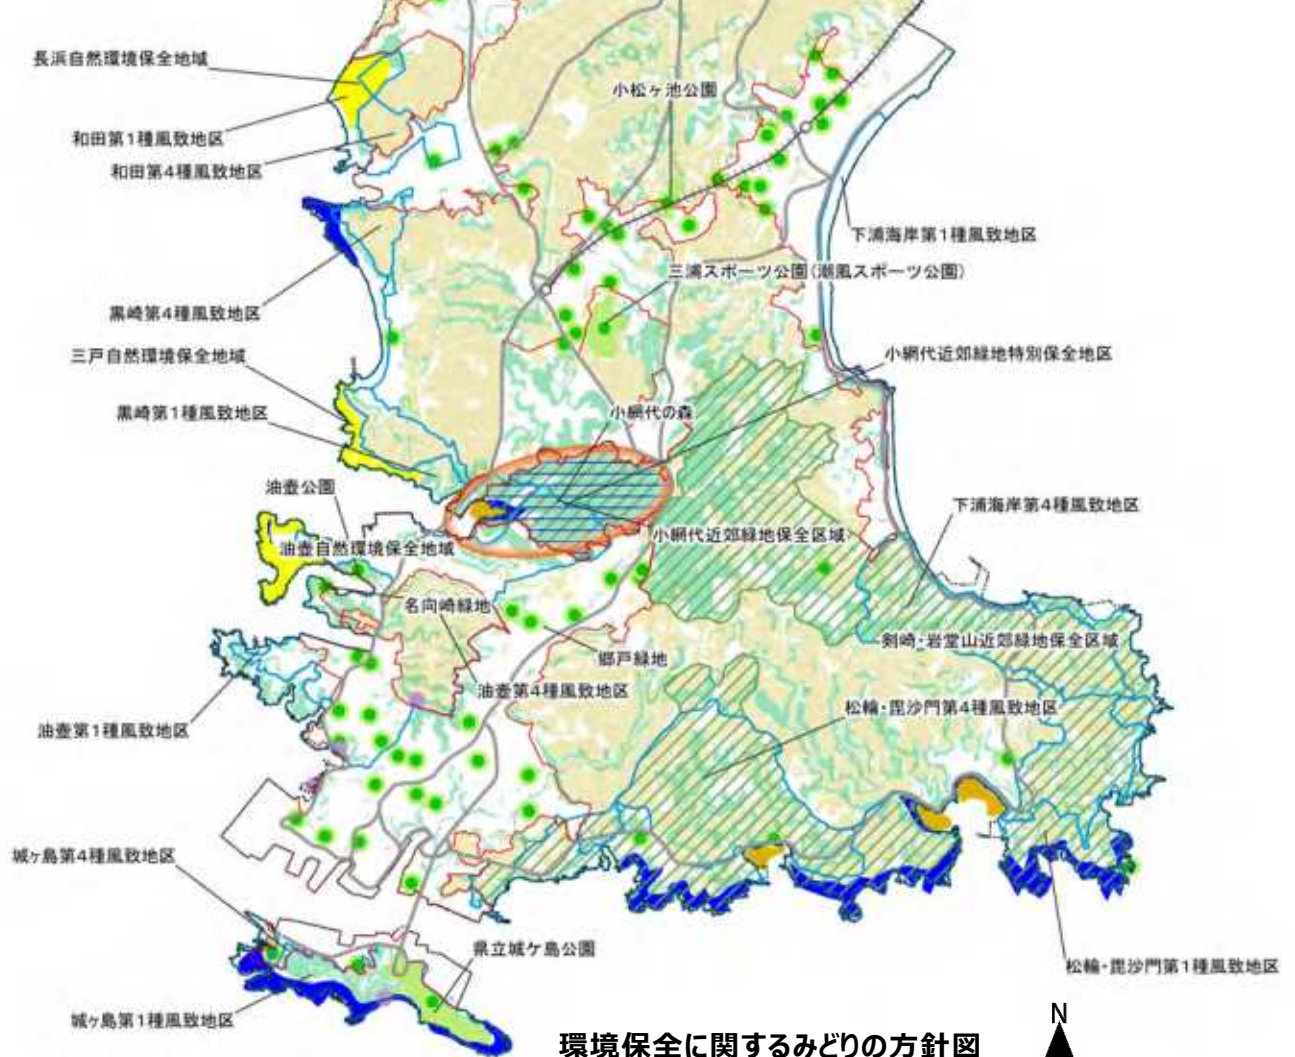 長浜自然環境保全地域
小松ヶ池公園
和田第1種風致地区
和田第4種風致地区
下浦海岸第1種風致地区
三浦スポーツ公園(潮風スポーツ公園)
黒崎第4種風致地区
三戸自然環境保全地域
小網代近郊緑地特別保全地区
黒崎第1種風致地区
小網代の森
油壺公園
下浦海岸第4種風致地区
小網代近郊緑地保全区域
油壺自然環境保全地域
名向崎緑地
剣崎・岩堂山近郊緑地保全区域
郷戸緑地
油壺第4種風致地区
松輪・毘沙門第4種風致地区
油壺第1種風致地区
城ヶ島第4種風致地区
県立城ケ島公園
松輪・毘沙門第1種風致地区
城ヶ島第1種風致地区
N
環境保全に関するみどりの方針図